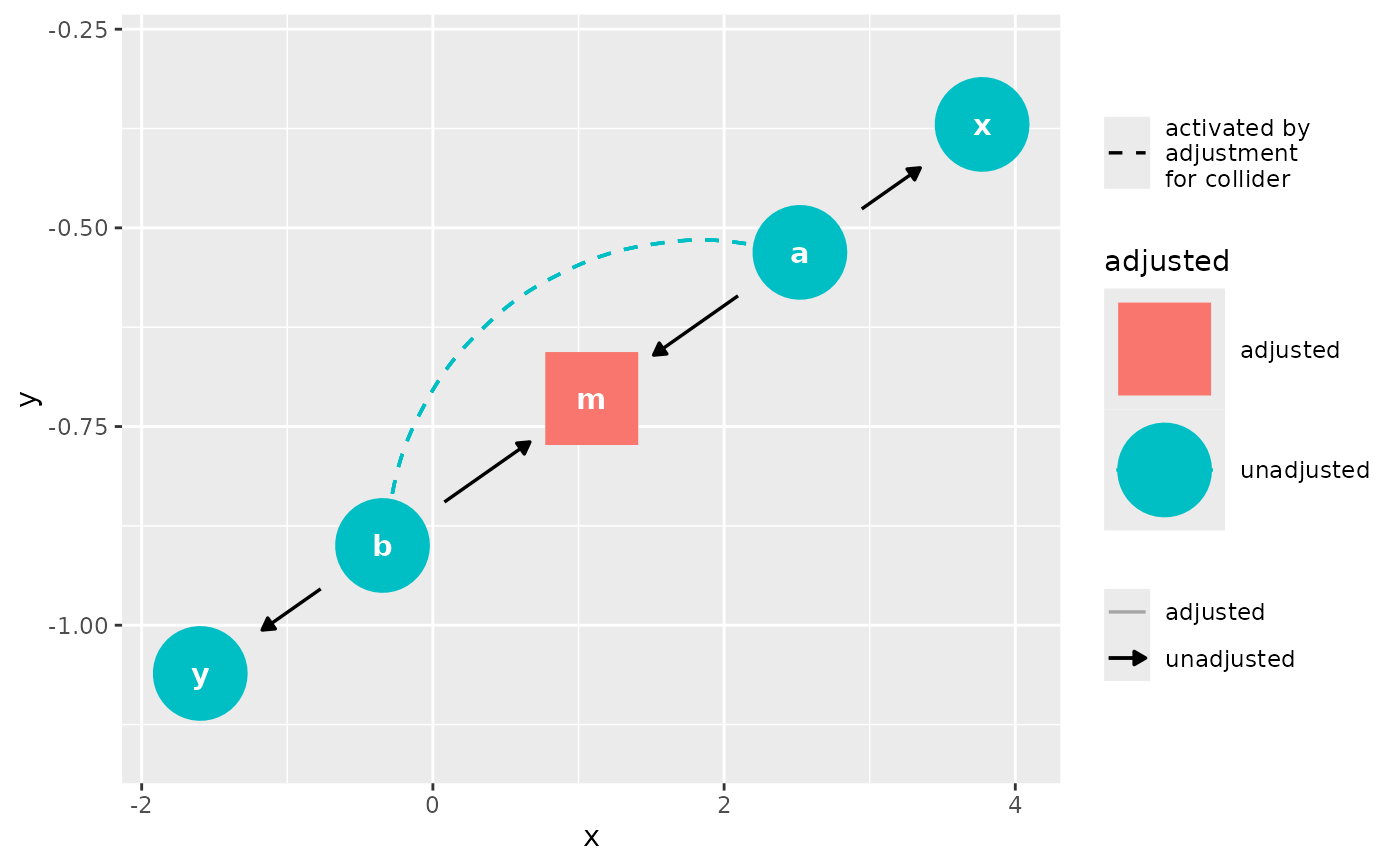 -0.25
-0.50
-0.75
-1.00
y
x
a
m
b
y
-2
0
2
4
x
activated by
adjustment
for collider
adjusted
adjusted
unadjusted
adjusted
unadjusted